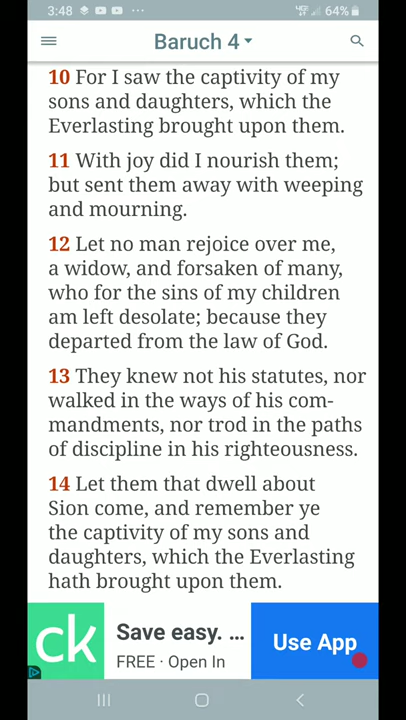 3:48 64%
Baruch 4
10 For I saw the captivity of my
sons and daughters, which the
Everlasting brought upon them.
11 With joy did I nourish them;
but sent them away with weeping
and mourning.
12 Let no man rejoice over me,
a widow, and forsaken of many,
who for the sins of my children
am left desolate; because they
departed from the law of God.
13 They knew not his statutes, nor
walked in the ways of his com-
mandments, nor trod in the paths
of discipline in his righteousness.
14 Let them that dwell about
Sion come, and remember ye
the captivity of my sons and
daughters, which the Everlasting
hath brought upon them.
ck
Save easy. ...
FREE · Open In
Use App